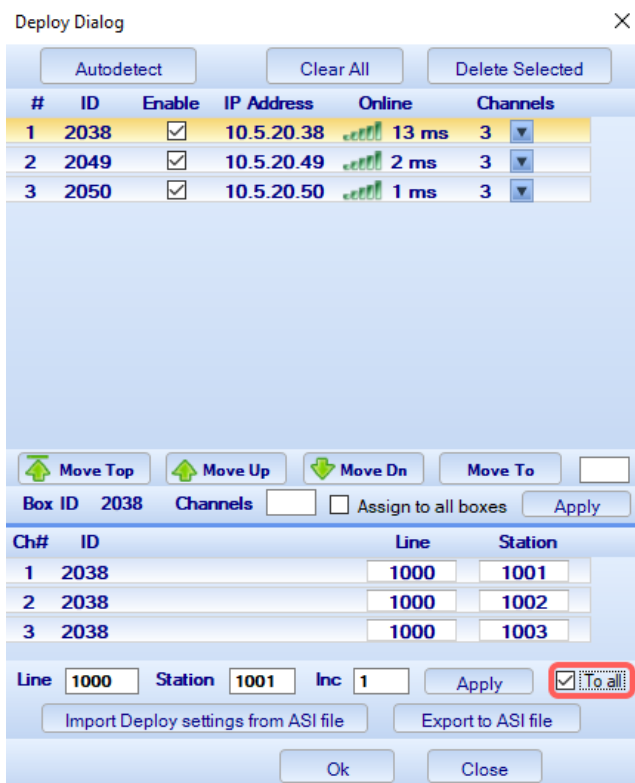 Deploy Dialog
Autodetect Clear All Delete Selected
# ID Enable IP Address Online Channels
1 2038 10.5.20.38 13 ms 3
2 2049 10.5.20.49 2 ms 3
3 2050 10.5.20.50 1 ms 3
Move Top Move Up Move Dn Move To
Box ID 2038 Channels Assign to all boxes Apply
Ch# ID Line Station
1 2038 1000 1001
2 2038 1000 1002
3 2038 1000 1003
Line 1000 Station 1001 Inc 1 Apply To all
Import Deploy settings from ASI file Export to ASI file
Ok Close